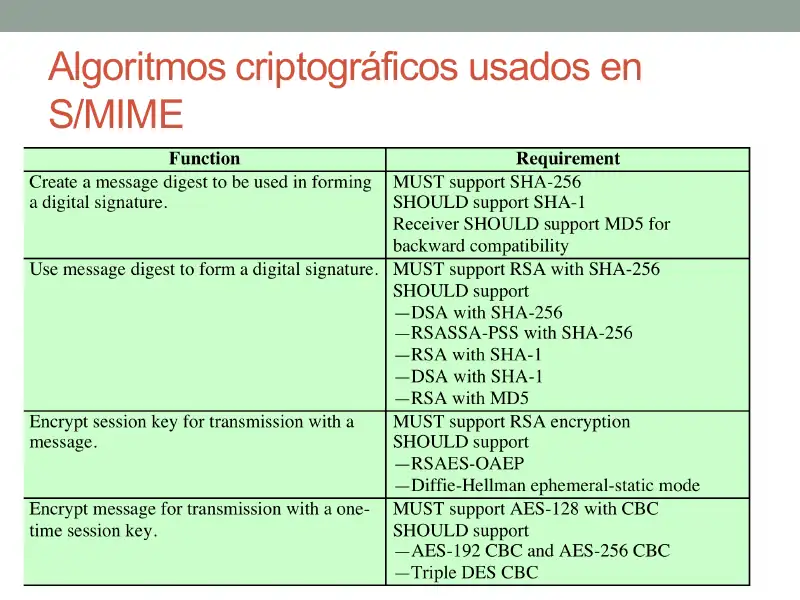 Algoritmos criptográficos usados en
S/MIME
Function
Requirement
Create a message digest to be used in forming
a digital signature.
MUST support SHA-256
SHOULD support SHA-1
Receiver SHOULD support MD5 for
backward compatibility
Use message digest to form a digital signature.
MUST support RSA with SHA-256
SHOULD support
—DSA with SHA-256
—RSASSA-PSS with SHA-256
—RSA with SHA-1
—DSA with SHA-1
—RSA with MD5
Encrypt session key for transmission with a
message.
MUST support RSA encryption
SHOULD support
—RSAES-OAEP
—Diffie-Hellman ephemeral-static mode
Encrypt message for transmission with a one-
time session key.
MUST support AES-128 with CBC
SHOULD support
—AES-192 CBC and AES-256 CBC
—Triple DES CBC